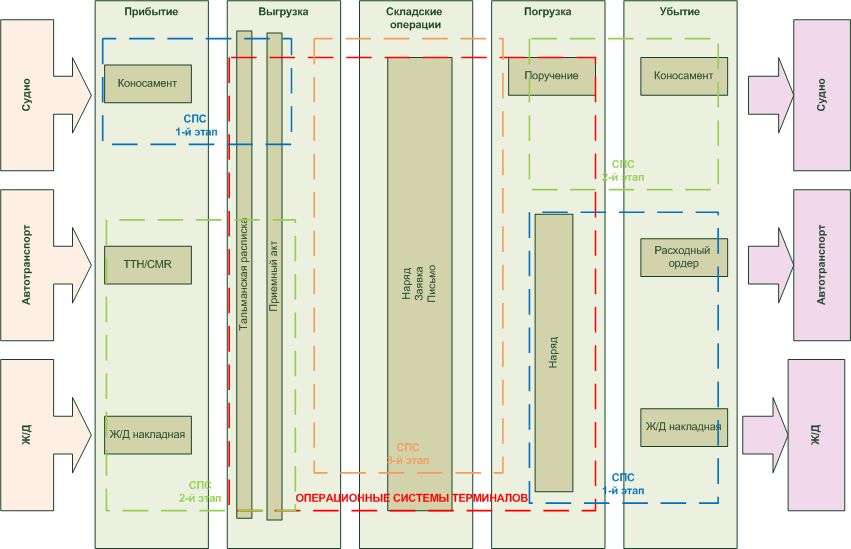 Прибытие
Выгрузка
Складские
операции
Погрузка
Убытие
Судно
Коносамент
СПС
1-й этап
Поручение
Коносамент
Судно
СПС
2-й этап
Автотранспорт
ТТН/CMR
Тальманская расписка
Приемный акт
Наряд
Заявка
Письмо
Наряд
Расходный
ордер
Автотранспорт
Ж/Д
Ж/Д накладная
Ж/Д накладная
Ж/Д
СПС
3-й этап
СПС
2-й этап
СПС
1-й этап
ОПЕРАЦИОННЫЕ СИСТЕМЫ ТЕРМИНАЛОВ